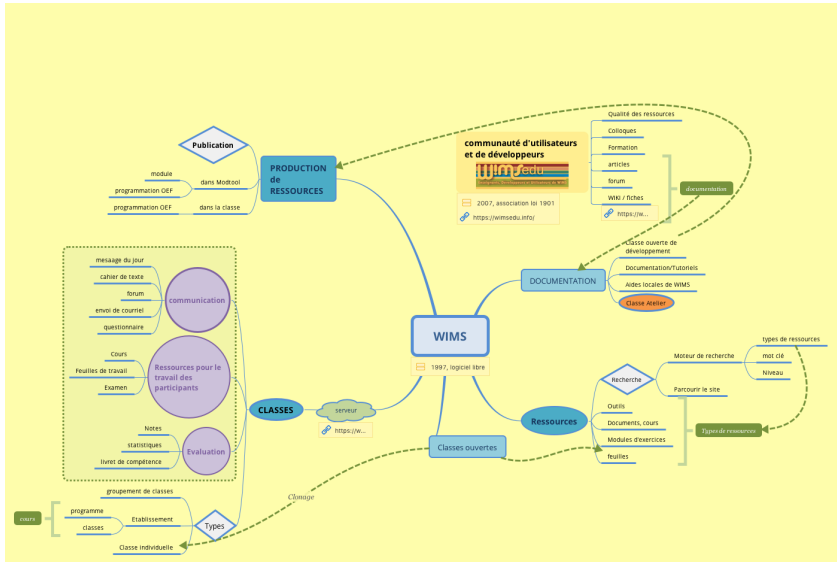 Publication
PRODUCTION
de
RESSOURCES
module
programmation OEF
dans Modtool
programmation OEF
dans la classe
communauté d'utilisateurs
et de développeurs
wimsedu
2007, association loi 1901
https://wimsedu.info/
Qualité des ressources
Colloques
Formation
articles
forum
WIKI / fiches
https://w...
documentation
DOCUMENTATION
Classe ouverte de
développement
Documentation/Tutoriels
Aides locales de WIMS
Classe Atelier
WIMS
1997, logiciel libre
mesaage du jour
cahier de texte
forum
envoi de courriel
questionnaire
communication
Cours
Feuilles de travail
Examen
Ressources pour le
travail des
participants
Notes
statistiques
livret de compétence
Evaluation
CLASSES
serveur
https://w...
groupement de classes
programme
classes
Etablissement
cours
Classe individuelle
Types
Clonage
Classes ouvertes
Ressources
Recherche
Moteur de recherche
types de ressources
mot clié
Niveau
Parcourir le site
Outils
Documents, cours
Modules d'exercices
feuilles
Types de ressources